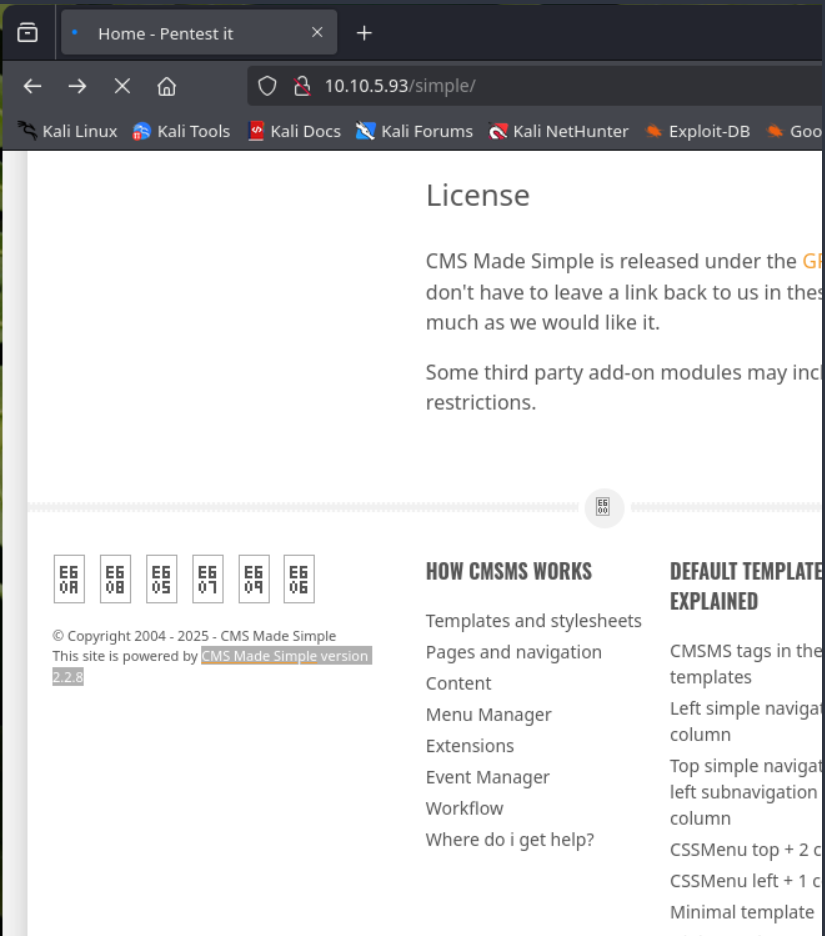 Home - Pentest it
10.10.5.93/simple/
Kali Linux Kali Tools Kali Docs Kali Forums Kali NetHunter Exploit-DB Goo
License
CMS Made Simple is released under the GP
don't have to leave a link back to us in thes
much as we would like it.
Some third party add-on modules may incl
restrictions.
E6
00
E6 E6 E6 E6 E6 E6
0A 08 05 07 09 06
© Copyright 2004 - 2025 - CMS Made Simple
This site is powered by CMS Made Simple version
2.2.8
HOW CMSMS WORKS
Templates and stylesheets
Pages and navigation
Content
Menu Manager
Extensions
Event Manager
Workflow
Where do i get help?
DEFAULT TEMPLATE
EXPLAINED
CMSMS tags in the
templates
Left simple navigat
column
Top simple navigat
left subnavigation
column
CSSMenu top + 2 c
CSSMenu left + 1 c
Minimal template